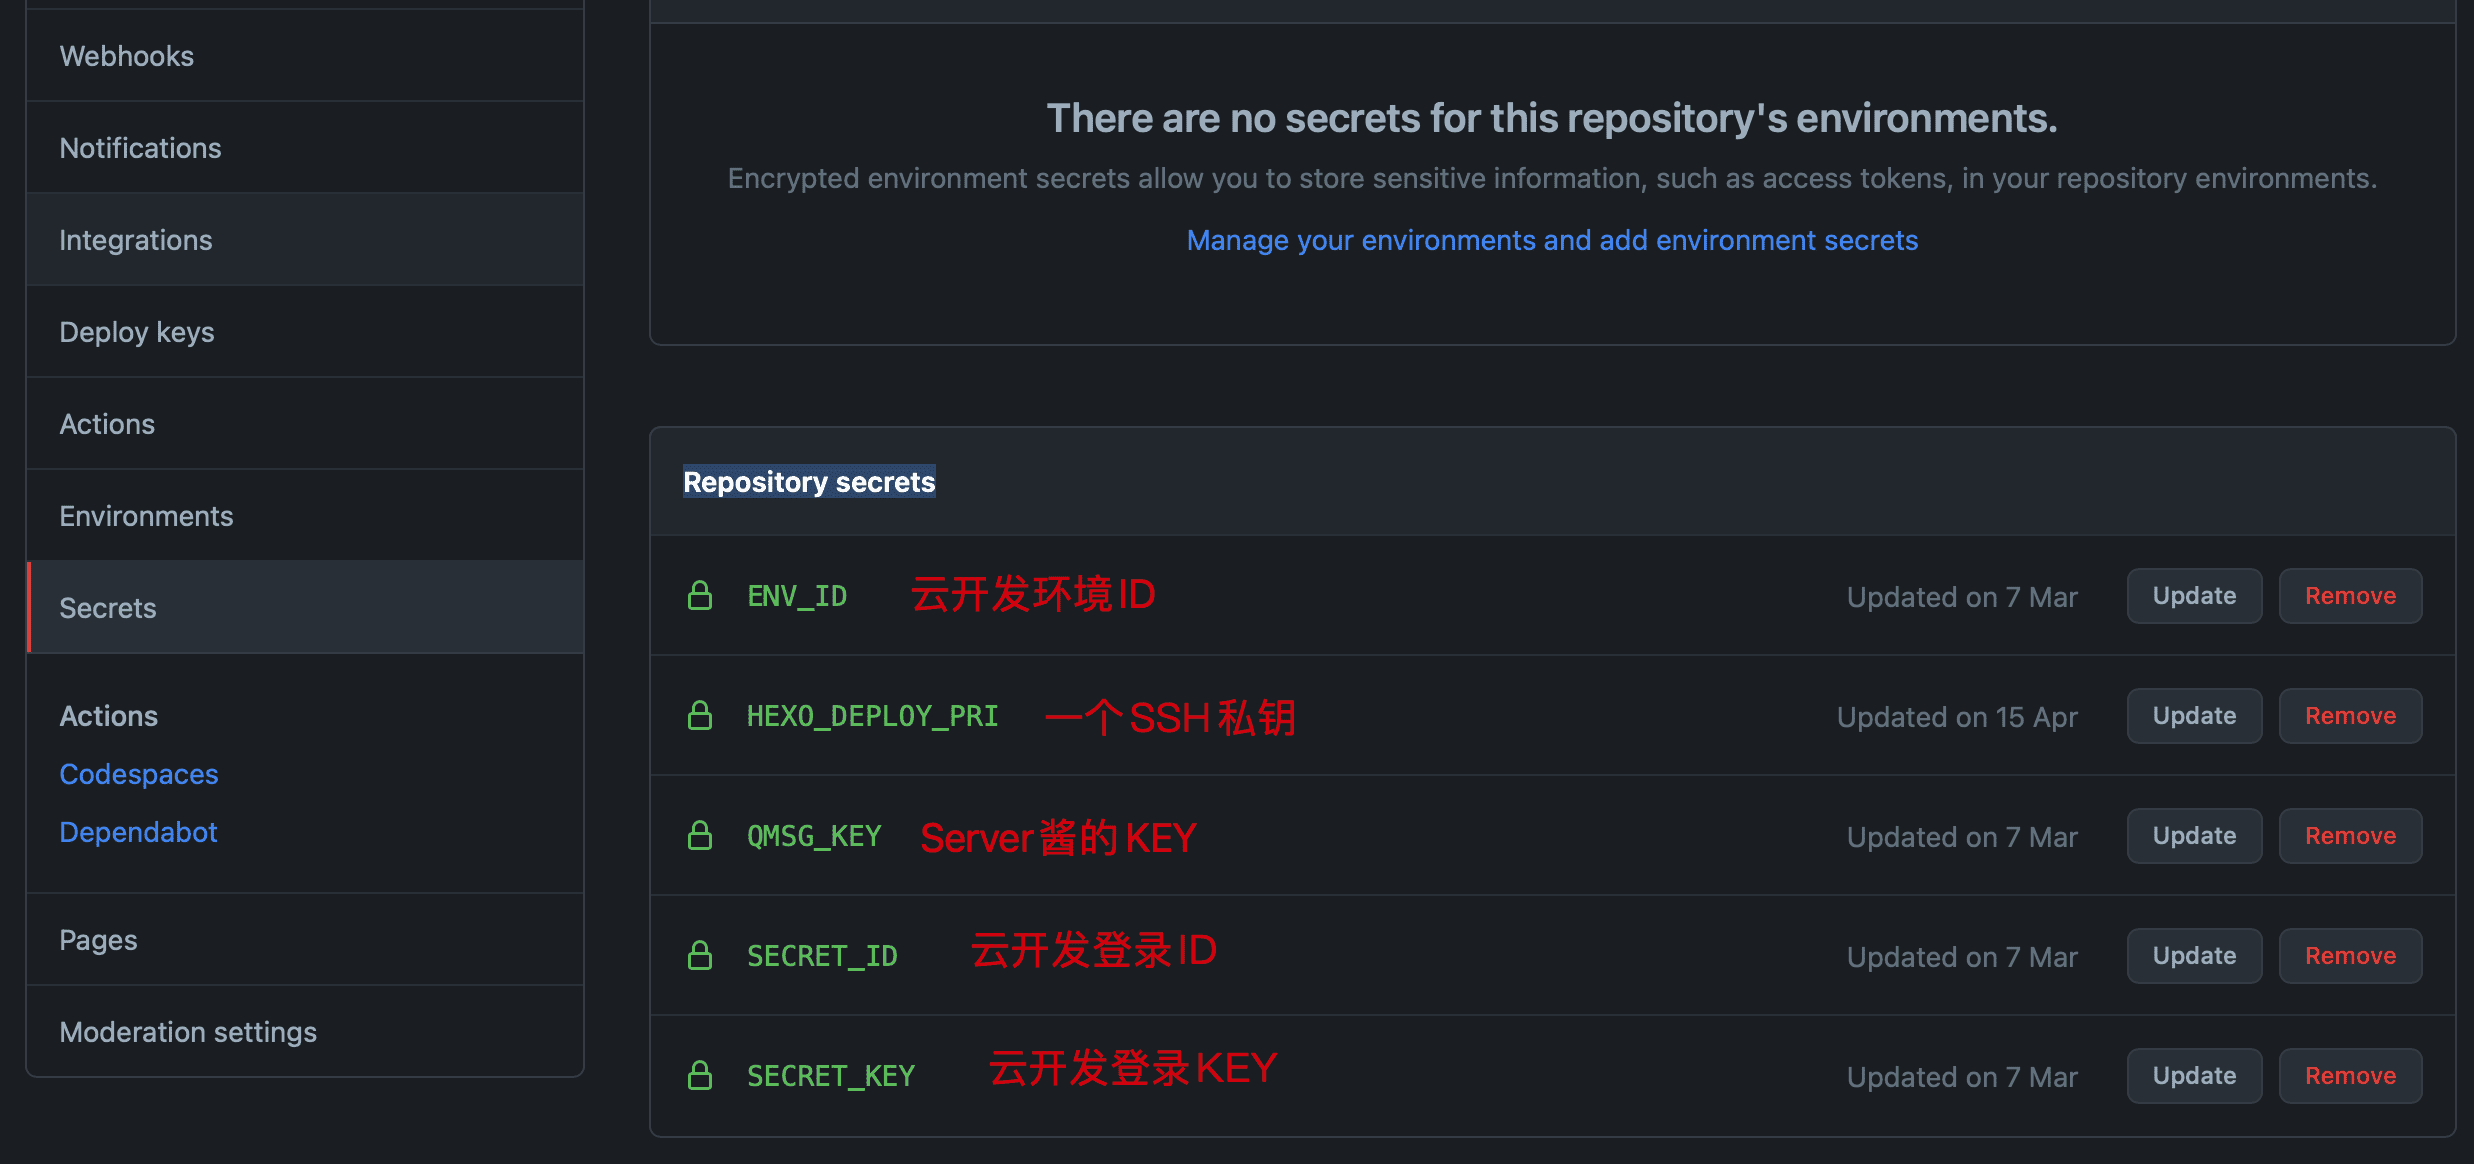 Webhooks
Notifications
Integrations
Deploy keys
Actions
Environments
Secrets
Actions
Codespaces
Dependabot
Pages
Moderation settings
There are no secrets for this repository's environments.
Encrypted environment secrets allow you to store sensitive information, such as access tokens, in your repository environments.
Manage your environments and add environment secrets
Repository secrets
ENV_ID 云开发环境ID Updated on 7 Mar Update Remove
HEXO_DEPLOY_PRI 一个SSH私钥 Updated on 15 Apr Update Remove
QMSG_KEY Server酱的KEY Updated on 7 Mar Update Remove
SECRET_ID 云开发登录ID Updated on 7 Mar Update Remove
SECRET_KEY 云开发登录KEY Updated on 7 Mar Update Remove